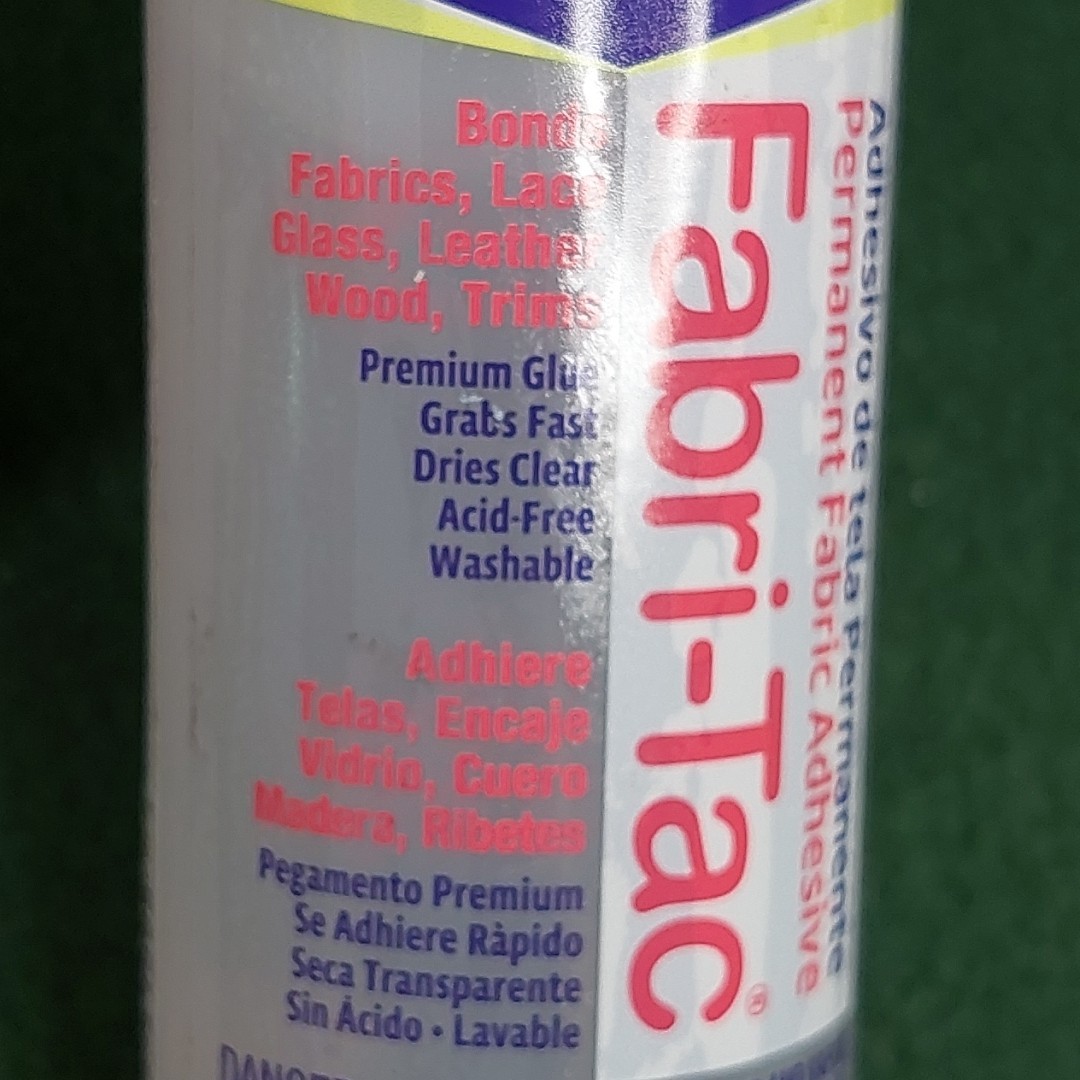 Bonds
Fabrics, Lace
Glass, Leather
Wood, Trims
Premium Glue
Grabs Fast
Dries Clear
Acid-Free
Washable
Adhiere
Telas, Encaje
Vidrio, Cuero
Madera, Ribetes
Pegamento Premium
Se Adhiere Ràpido
Seca Transparente
Sin Ácido • Lavable
Fabri-Tac®
Permanent Fabric Adhesive
Adhesivo de tela Permanente